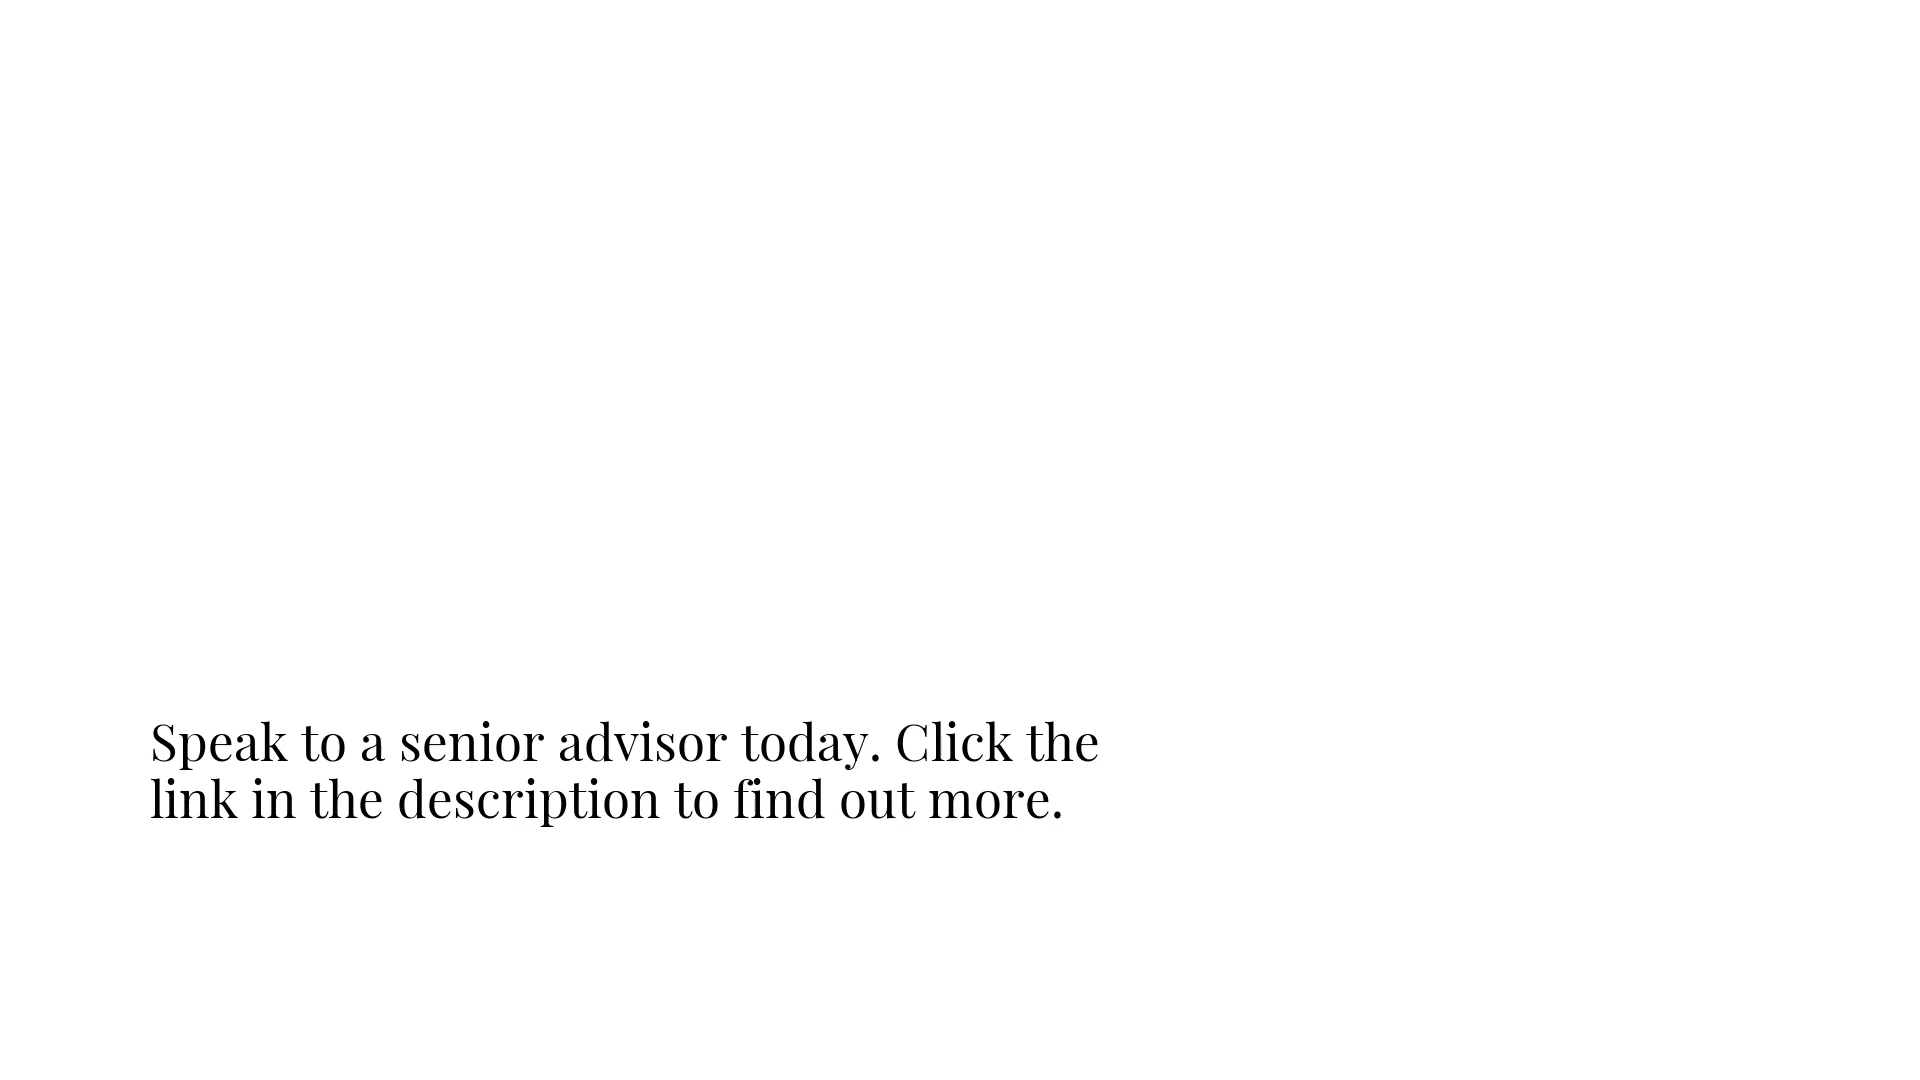 Speak to a senior advisor today. Click the
link in the description to find out more.